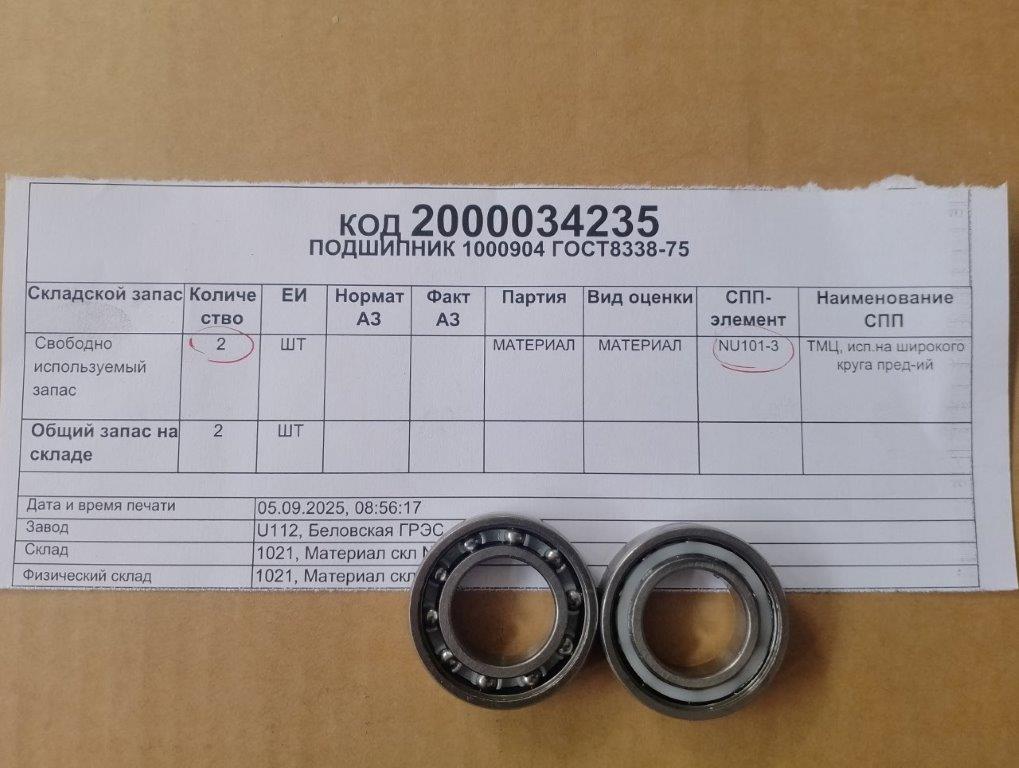 КОД 2000034235
ПОДШИПНИК 1000904 ГОСТ8338-75
Складской запас Количе ЕИ Нормат Факт Партия Вид оценки СПП- Наименование
ство АЗ АЗ элемент СПП
Свободно 2 ШТ МАТЕРИАЛ МАТЕРИАЛ NU101-3 ТМЦ, исп.на широкого
используемый круга пред-ий
запас
Общий запас на 2 ШТ
складе
Дата и время печати 05.09.2025, 08:56:17
Завод U112, Беловская ГРЭС
Склад 1021, Материал скл
Физический склад 1021, Материал скл